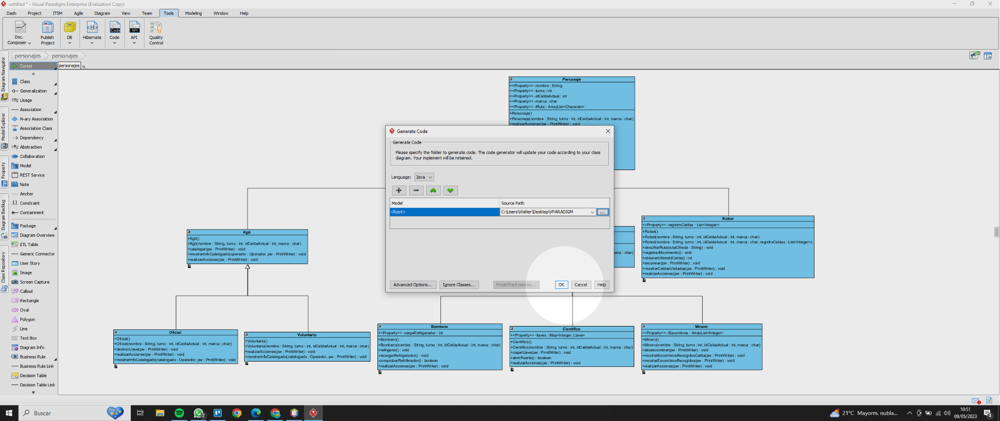 untitled * - Visual Paradigm Enterprise (Evaluation Copy)
Dash Project ITSM Agile Diagram View Team Tools Modeling Window Help
Doc. Composer
Publish Project
DB
Hibernate
Code
API
Quality Control
personajes personajes
Cursor
personajes
Diagram Navigator
Model Explorer
Property
Diagram Backlog
Class Repository
Class
Generalization
Usage
Association
N-ary Association
Association Class
Dependency
Abstraction
Collaboration
Model
REST Service
Note
Anchor
Constraint
Containment
Package
Diagram Overview
ETL Table
Generic Connector
User Story
Image
Screen Capture
Callout
Rectangle
Oval
Polygon
Line
Text Box
Diagram Info
Business Rule
Business Rule Link
Decision Table
Decision Table Link
Personaje
<<Property>> -nombre : String
<<Property>> -turno : int
<<Property>> -idCeldaActual : int
<<Property>> -marca : char
<<Property>> -lRuta : ArrayList<Character>
+Personaje()
+Personaje(nombre : String, turno : int, idCeldaActual : int, marca : char)
+realizarAcciones(pw : PrintWriter) : void
Generate Code
Generate Code
Please specify the folder to generate code. The code generator will update your code according to your class
diagram. Your implement will be retained.
Language: Java
Model Source Path
<Root> C:\Users\Walter\Desktop\VPARADIGM ...
Advanced Options... Ignore Classes... Predefined macros... OK Cancel Help
arca : char)
Kgb
+Kgb()
+Kgb(nombre : String, turno : int, idCeldaActual : int, marca : char)
+catalogar(pw : PrintWriter) : void
+mostrarInfoCatalogado(operador : Operador, pw : PrintWriter) : void
+realizarAcciones(pw : PrintWriter) : void
Robot
<<Property>> -registroCeldas : List<Integer>
+Robot()
+Robot(nombre : String, turno : int, idCeldaActual : int, marca : char)
+Robot(nombre : String, turno : int, idCeldaActual : int, marca : char, registroCeldas : List<Integer>)
+descifrarRuta(rutaCifrada : String) : void
+registrarMovimiento() : void
+obtenerUltimoIdCelda() : int
+escanear(pw : PrintWriter) : void
+mostrarCeldasVisitadas(pw : PrintWriter) : void
+realizarAcciones(pw : PrintWriter) : void
Oficial
+Oficial()
+Oficial(nombre : String, turno : int, idCeldaActual : int, marca : char)
+destruirLlave(pw : PrintWriter) : void
+realizarAcciones(pw : PrintWriter) : void
+mostrarInfoCatalogado(catalogado : Operador, pw : PrintWriter) : void
Voluntario
+Voluntario()
+Voluntario(nombre : String, turno : int, idCeldaActual : int, marca : char)
+realizarAcciones(pw : PrintWriter) : void
+mostrarInfoCatalogado(catalogado : Operador, pw : PrintWriter) : void
Bombero
<<Property>> -cargaRefrigerador : int
+Bombero()
+Bombero(nombre : String, turno : int, idCeldaActual : int, marca : char)
+refrigerar() : void
-recargarRefrigerador() : void
-comprobarRefriferador() : boolean
+realizarAcciones(pw : PrintWriter) : void
Cientifico
<<Property>> -llaves : Map<Integer, Llave>
+Cientifico()
+Cientifico(nombre : String, turno : int, idCeldaActual : int, marca : char)
+cogerLlave(pw : PrintWriter) : void
+abrirPuerta() : boolean
+realizarAcciones(pw : PrintWriter) : void
Minero
<<Property>> -lEscombros : ArrayList<Integer>
+Minero()
+Minero(nombre : String, turno : int, idCeldaActual : int, marca : char)
+desescombrar(pw : PrintWriter) : void
+mostrarEscombrosRecogidosCelda(pw : PrintWriter) : void
+mostrarEscombrosRecogidos(pw : PrintWriter) : void
+realizarAcciones(pw : PrintWriter) : void
Buscar
2
21°C Mayorm. nubla...
10:51
09/05/2023
4